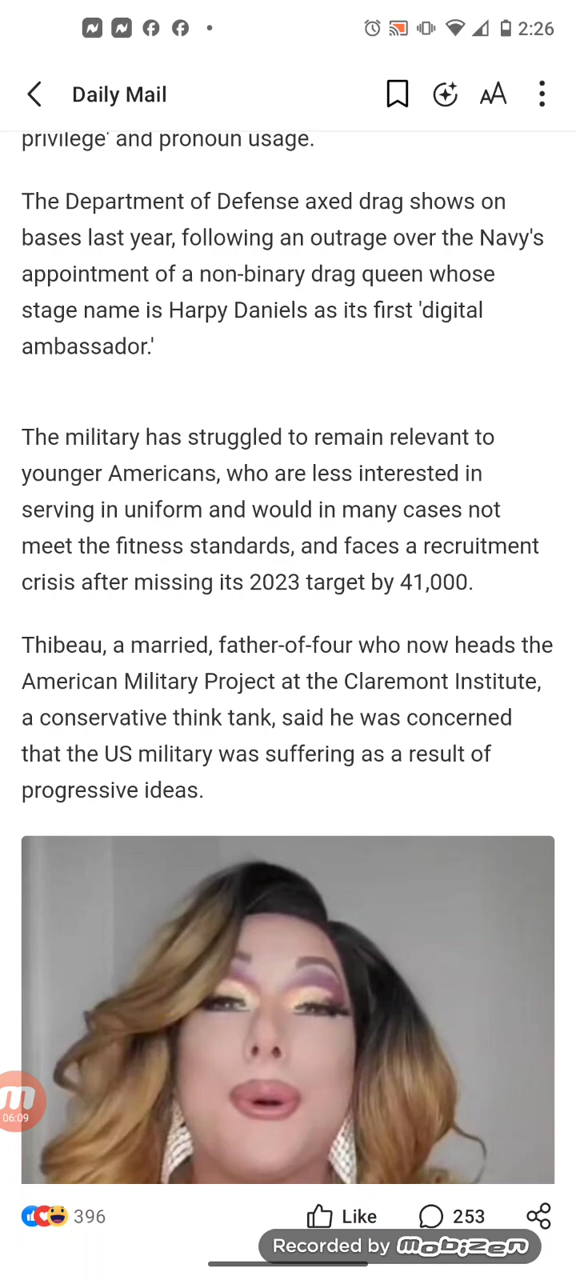 2:26
Daily Mail
AA
privilege' and pronoun usage.
The Department of Defense axed drag shows on
bases last year, following an outrage over the Navy's
appointment of a non-binary drag queen whose
stage name is Harpy Daniels as its first 'digital
ambassador.'
The military has struggled to remain relevant to
younger Americans, who are less interested in
serving in uniform and would in many cases not
meet the fitness standards, and faces a recruitment
crisis after missing its 2023 target by 41,000.
Thibeau, a married, father-of-four who now heads the
American Military Project at the Claremont Institute,
a conservative think tank, said he was concerned
that the US military was suffering as a result of
progressive ideas.
06:09
396 Like 253
Recorded by mobizen